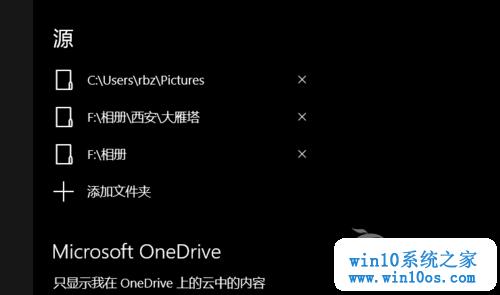 源
C:\Users\rbz\Pictures
F:\相册\西安\大雁塔
F:\相册
添加文件夹
Microsoft OneDrive
只显示我在 OneDrive 上的云中的内容
win10系统之家
www.win10os.com